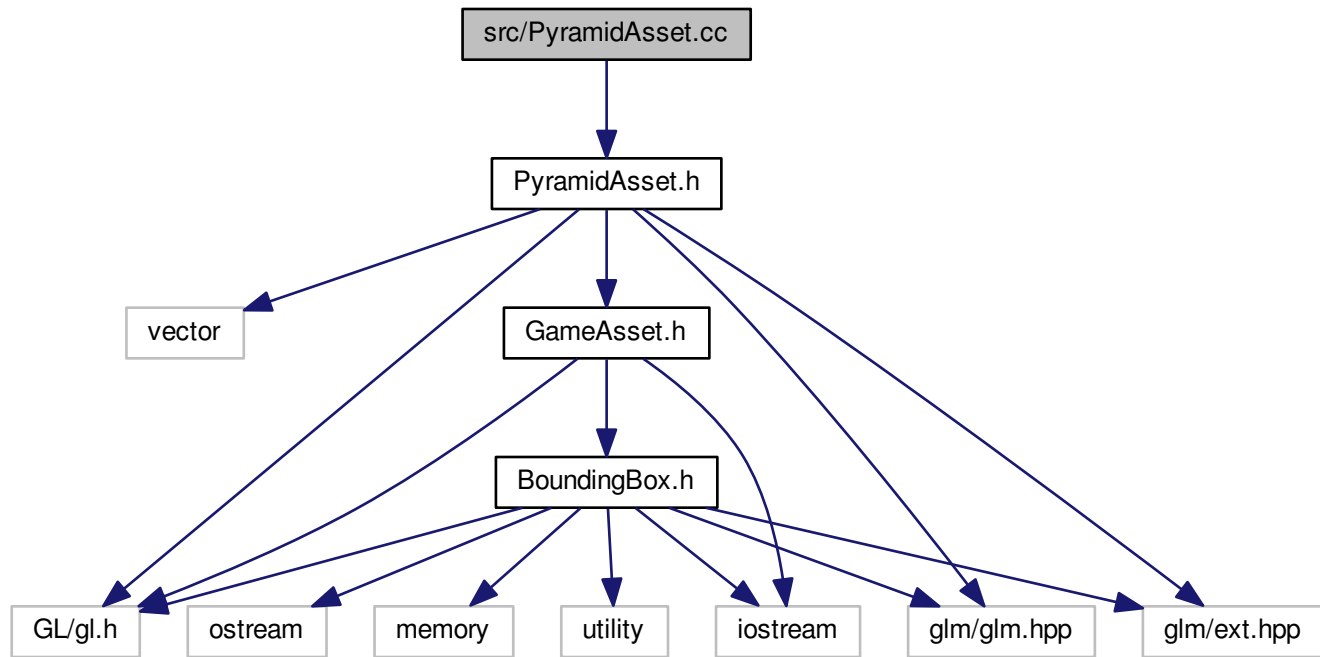 src/PyramidAsset.cc
PyramidAsset.h
vector
GameAsset.h
BoundingBox.h
GL/gl.h
ostream
memory
utility
iostream
glm/glm.hpp
glm/ext.hpp